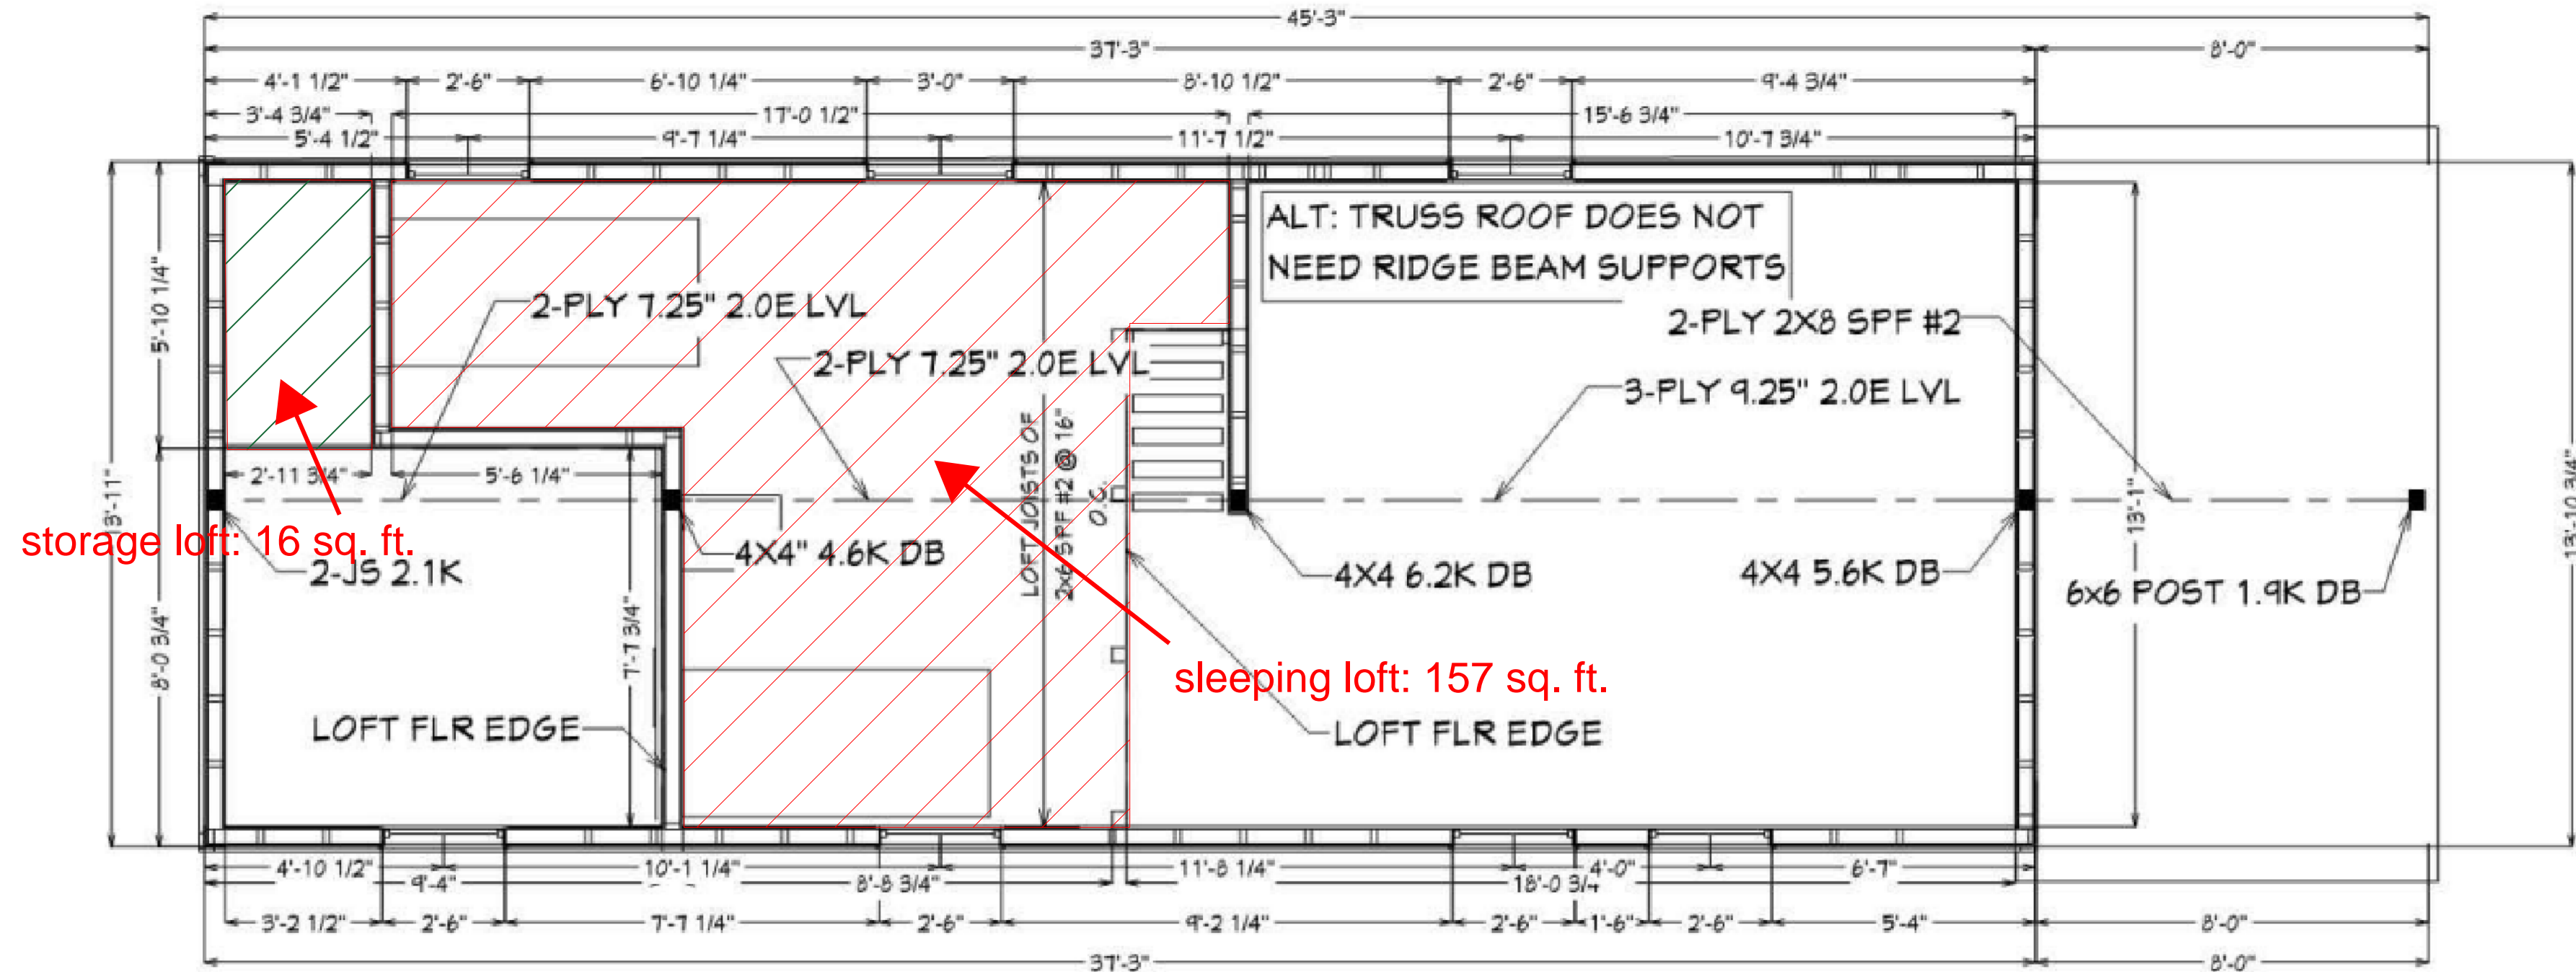 45'-3"
37'-3"
8'-0"
4'-1 1/2"
2'-6"
6'-10 1/4"
3'-0"
8'-10 1/2"
2'-6"
9'-4 3/4"
3'-4 3/4"
17'-0 1/2"
15'-6 3/4"
5'-4 1/2"
9'-7 1/4"
11'-7 1/2"
10'-7 3/4"
ALT: TRUSS ROOF DOES NOT
NEED RIDGE BEAM SUPPORTS
2-PLY 7.25" 2.0E LVL
2-PLY 2X8 SPF #2
2-PLY 7.25" 2.0E LVL
3-PLY 9.25" 2.0E LVL
5'-10 1/4"
13'-11"
8'-0 3/4"
2'-11 3/4"
5'-6 1/4"
7'-7 3/4"
LOFT JOISTS OF
2x6 SPF #2 @ 16"
O.C.
13'-1"
13'-10 3/4"
storage loft: 16 sq. ft.
2-JS 2.1K
4X4" 4.6K DB
4X4 6.2K DB
4X4 5.6K DB
6x6 POST 1.9K DB
sleeping loft: 157 sq. ft.
LOFT FLR EDGE
LOFT FLR EDGE
4'-10 1/2"
10'-1 1/4"
11'-8 1/4"
4'-0"
6'-7"
9'-4"
8'-8 3/4"
18'-0 3/4
3'-2 1/2"
2'-6"
7'-7 1/4"
2'-6"
9'-2 1/4"
2'-6"
1'-6"
2'-6"
5'-4"
8'-0"
37'-3"
8'-0"